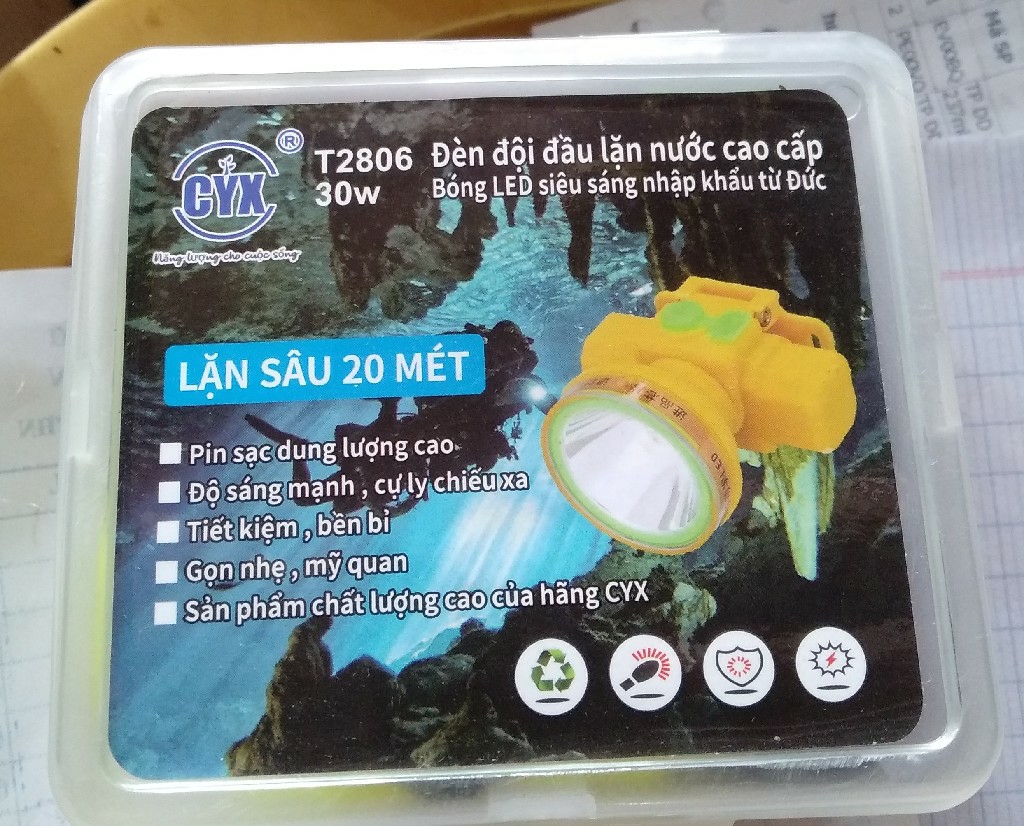 CYX
®
Năng lượng cho cuộc sống
T2806
30w
Đèn đội đầu lặn nước cao cấp
Bóng LED siêu sáng nhập khẩu từ Đức
LẶN SÂU 20 MÉT
Pin sạc dung lượng cao
Độ sáng mạnh , cự ly chiếu xa
Tiết kiệm , bền bỉ
Gọn nhẹ , mỹ quan
Sản phẩm chất lượng cao của hãng CYX
Mã SP